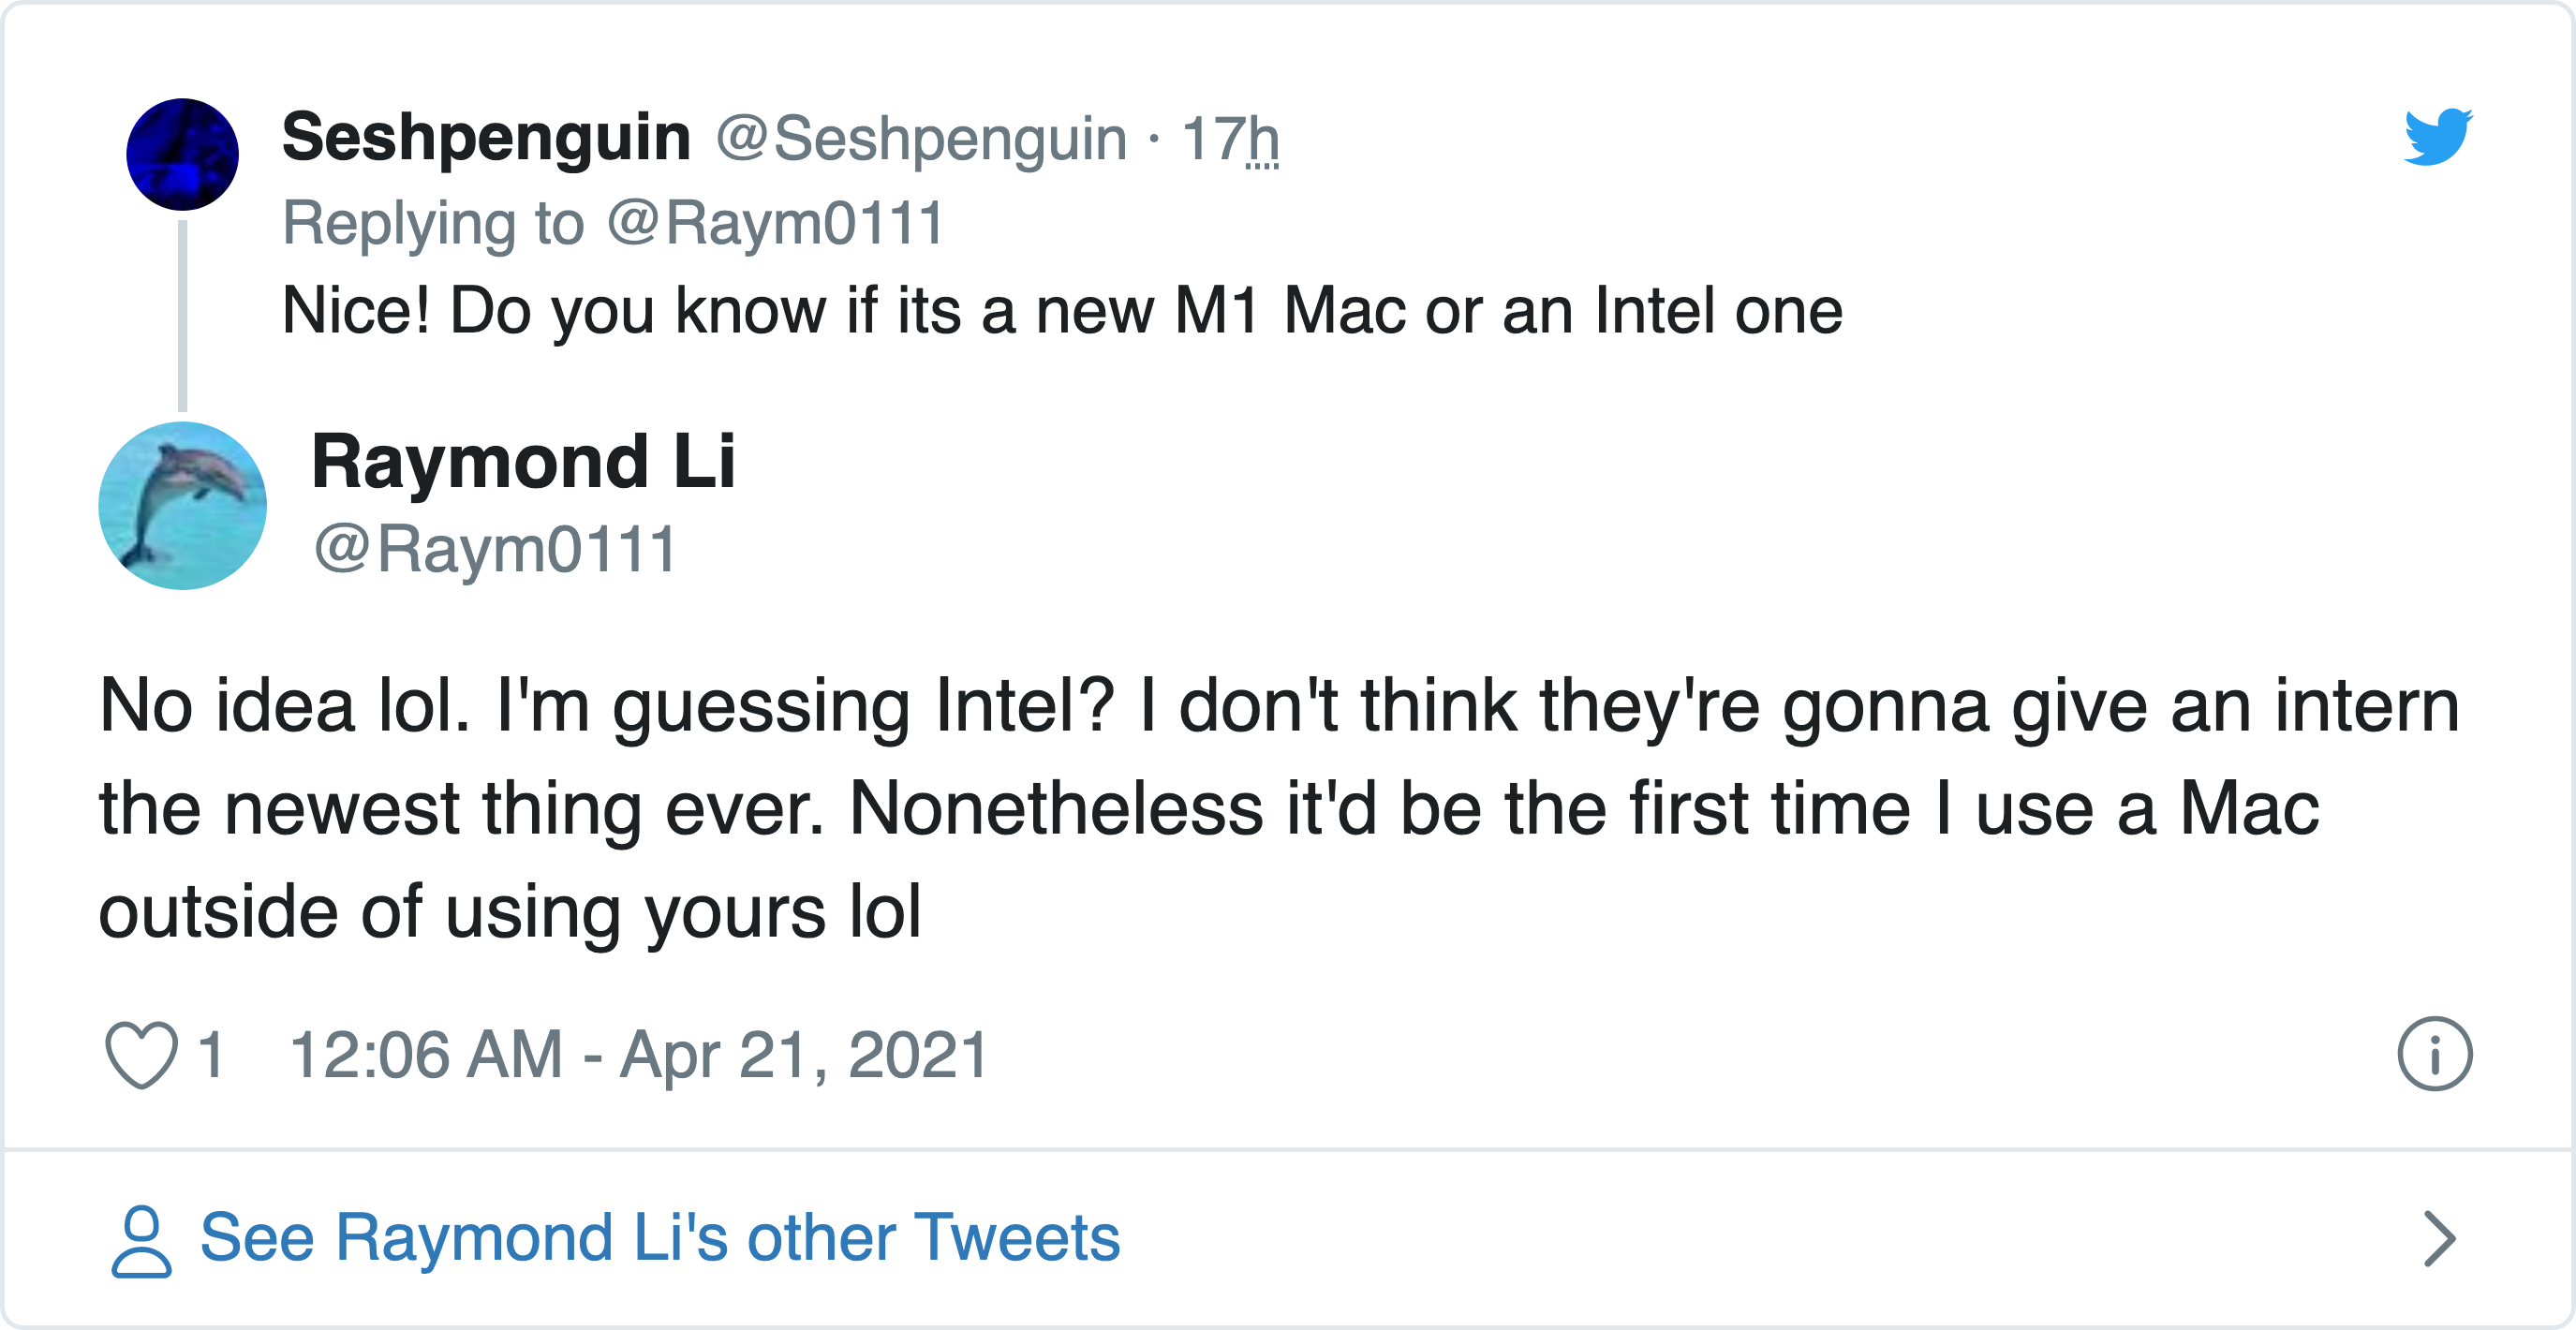 Seshpenguin @Seshpenguin · 17h
Replying to @Raym0111
Nice! Do you know if its a new M1 Mac or an Intel one
Raymond Li
@Raym0111
No idea lol. I'm guessing Intel? I don't think they're gonna give an intern
the newest thing ever. Nonetheless it'd be the first time I use a Mac
outside of using yours lol
1 12:06 AM - Apr 21, 2021
See Raymond Li's other Tweets